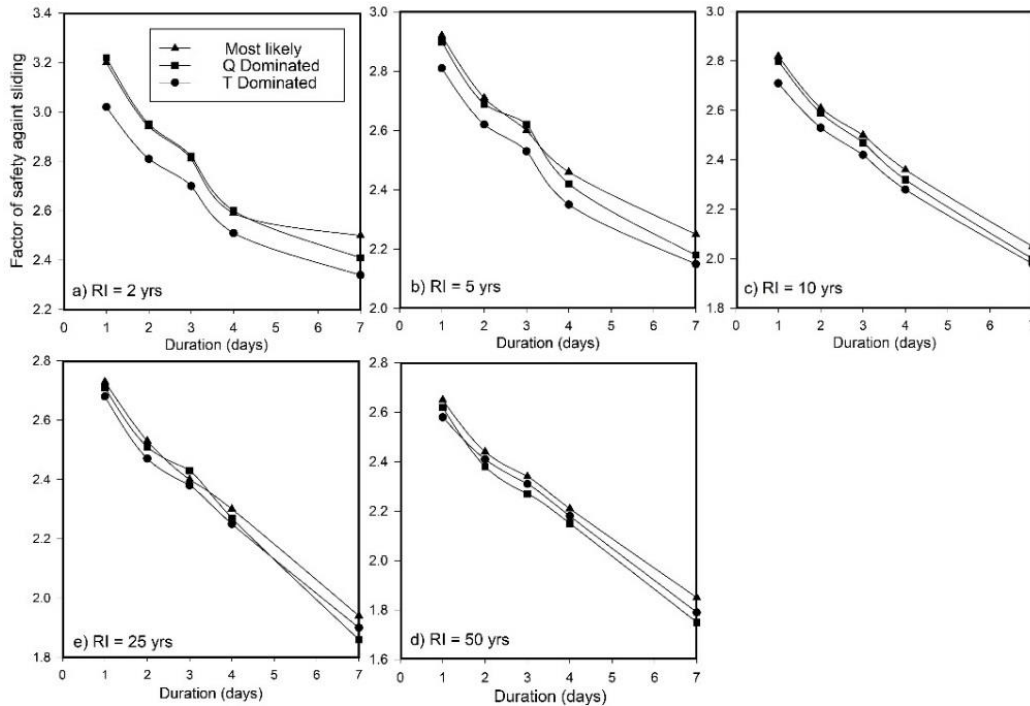 Factor of safety againt sliding
3.4
3.2
3.0
2.8
2.6
2.4
2.2
Most likely
Q Dominated
T Dominated
a) RI = 2 yrs
0 1 2 3 4 5 6 7
Duration (days)
3.0
2.8
2.6
2.4
2.2
2.0
b) RI = 5 yrs
0 1 2 3 4 5 6 7
Duration (days)
3.0
2.8
2.6
2.4
2.2
2.0
1.8
c) RI = 10 yrs
0 1 2 3 4 5 6 7
Duration (days)
2.8
2.6
2.4
2.2
2.0
1.8
e) RI = 25 yrs
0 1 2 3 4 5 6 7
Duration (days)
2.8
2.6
2.4
2.2
2.0
1.8
1.6
d) RI = 50 yrs
0 1 2 3 4 5 6 7
Duration (days)